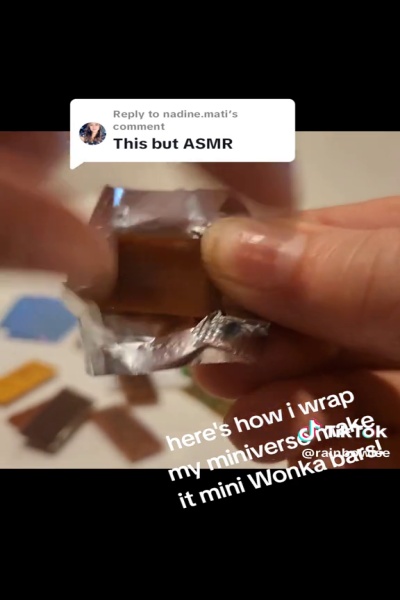 Reply to nadine.mati's
comment
This but ASMR
here's how i wrap
my miniverse make
it mini Wonka bars!
TikTok